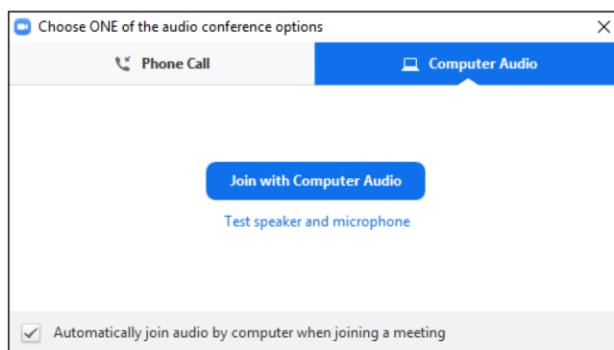 Choose ONE of the audio conference options
Phone Call
Computer Audio
Join with Computer Audio
Test speaker and microphone
Automatically join audio by computer when joining a meeting